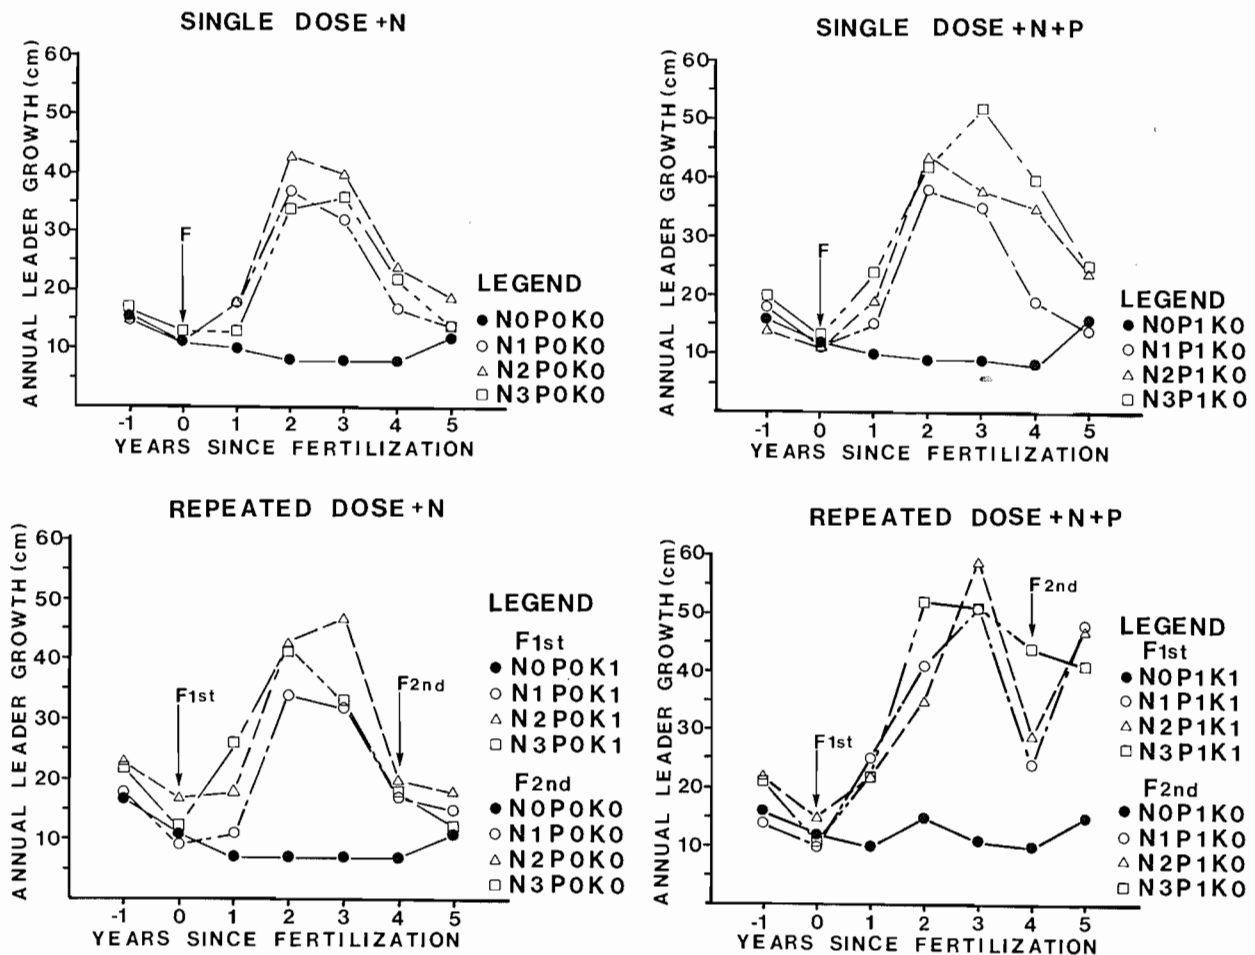 SINGLE DOSE +N
ANNUAL LEADER GROWTH (cm)
60
50
40
30
20
10
F
LEGEND
N0P0K0
N1P0K0
N2P0K0
N3P0K0
-1 0 1 2 3 4 5
YEARS SINCE FERTILIZATION
SINGLE DOSE +N+P
ANNUAL LEADER GROWTH (cm)
60
50
40
30
20
10
F
LEGEND
N0P1K0
N1P1K0
N2P1K0
N3P1K0
-1 0 1 2 3 4 5
YEARS SINCE FERTILIZATION
REPEATED DOSE +N
ANNUAL LEADER GROWTH (cm)
60
50
40
30
20
10
F1st
F2nd
LEGEND
F1st
N0P0K1
N1P0K1
N2P0K1
N3P0K1
F2nd
N0P0K0
N1P0K0
N2P0K0
N3P0K0
-1 0 1 2 3 4 5
YEARS SINCE FERTILIZATION
REPEATED DOSE +N+P
ANNUAL LEADER GROWTH (cm)
60
50
40
30
20
10
F1st
F2nd
LEGEND
F1st
N0P1K1
N1P1K1
N2P1K1
N3P1K1
F2nd
N0P1K0
N1P1K0
N2P1K0
N3P1K0
-1 0 1 2 3 4 5
YEARS SINCE FERTILIZATION